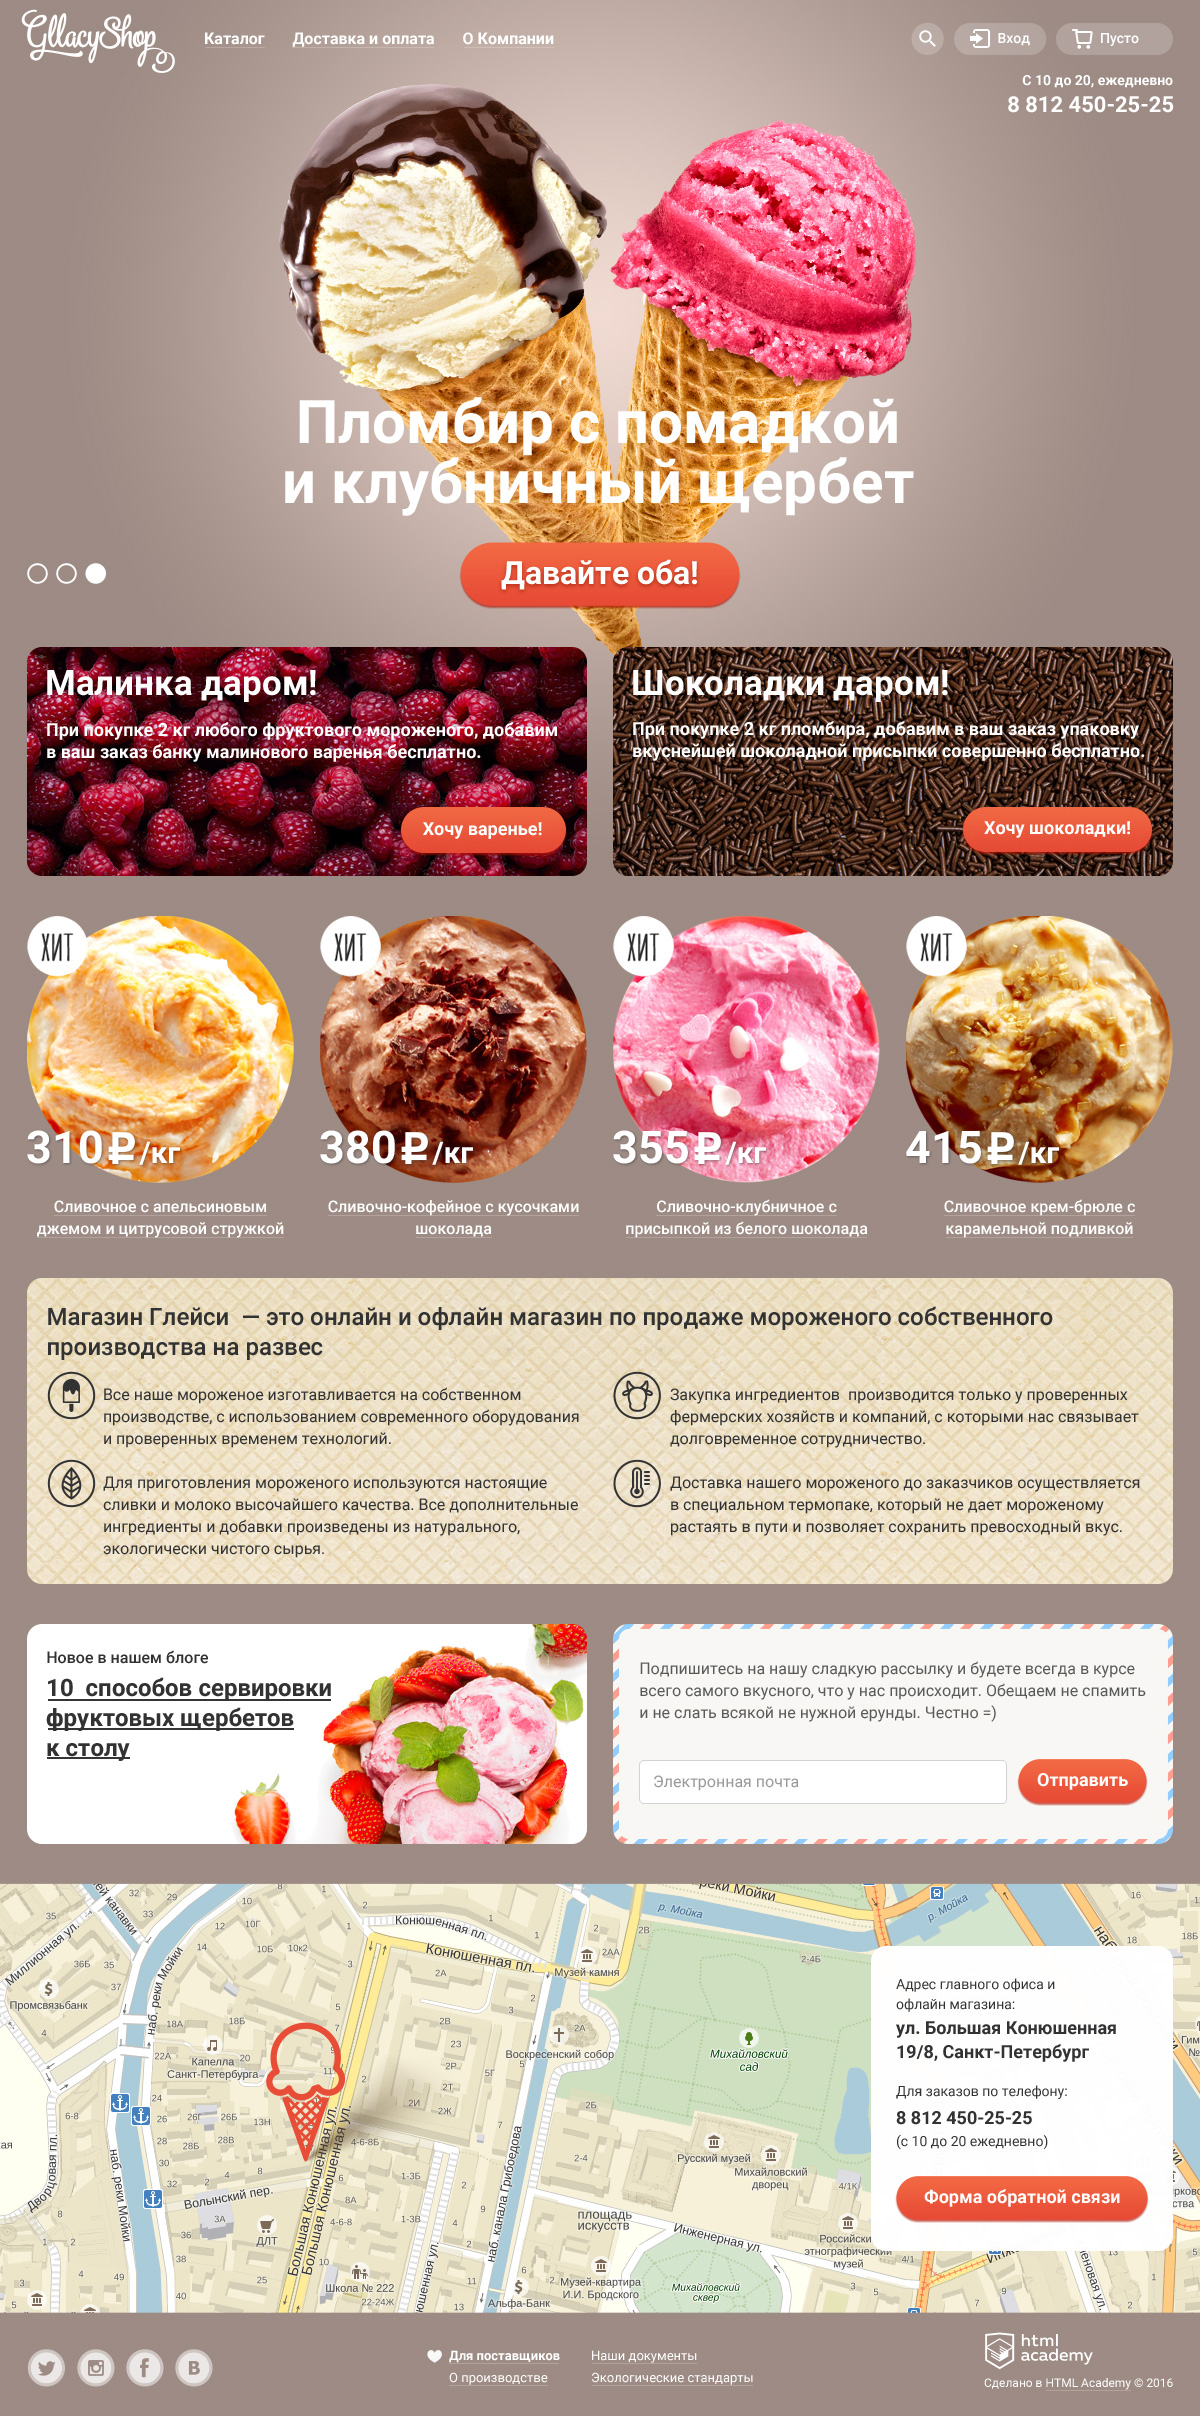 GllacyShop
Каталог
Доставка и оплата
О Компании
Вход
Пусто
С 10 до 20, ежедневно
8 812 450-25-25
Пломбир с помадкой
и клубничный щербет
Давайте оба!
Малинка даром!
При покупке 2 кг любого фруктового мороженого, добавим
в ваш заказ банку малинового варенья бесплатно.
Хочу варенье!
Шоколадки даром!
При покупке 2 кг пломбира, добавим в ваш заказ упаковку
вкуснейшей шоколадной присыпки совершенно бесплатно.
Хочу шоколадки!
ХИТ
310₽/кг
Сливочное с апельсиновым
джемом и цитрусовой стружкой
ХИТ
380₽/кг
Сливочно-кофейное с кусочками
шоколада
ХИТ
355₽/кг
Сливочно-клубничное с
присыпкой из белого шоколада
ХИТ
415₽/кг
Сливочное крем-брюле с
карамельной подливкой
Магазин Глейси — это онлайн и офлайн магазин по продаже мороженого собственного
производства на развес
Все наше мороженое изготавливается на собственном
производстве, с использованием современного оборудования
и проверенных временем технологий.
Закупка ингредиентов производится только у проверенных
фермерских хозяйств и компаний, с которыми нас связывает
долговременное сотрудничество.
Для приготовления мороженого используются настоящие
сливки и молоко высочайшего качества. Все дополнительные
ингредиенты и добавки произведены из натурального,
экологически чистого сырья.
Доставка нашего мороженого до заказчиков осуществляется
в специальном термопаке, который не дает мороженому
растаять в пути и позволяет сохранить превосходный вкус.
Новое в нашем блоге
10 способов сервировки
фруктовых щербетов
к столу
Подпишитесь на нашу сладкую рассылку и будете всегда в курсе
всего самого вкусного, что у нас происходит. Обещаем не спамить
и не слать всякой не нужной ерунды. Честно =)
Электронная почта
Отправить
Миллионная ул.
Промсвязьбанк
наб. реки Мойки
Капелла
Санкт-Петербурга
Конюшенная пл.
Конюшенная пл.
Музей камня
Воскресенский собор
р. Мойка
р. Мойка
Михайловский
сад
Дворцовая пл.
наб. реки Мойки
Волынский пер.
ДЛТ
Большая Конюшенная ул.
Большая Конюшенная ул.
Школа № 222
наб. канала Грибоедова
Альфа-Банк
площадь
искусств
Музей-квартира
И.И. Бродского
Инженерная ул.
Русский музей
Михайловский
дворец
Михайловский
сквер
этнографический
музей
Адрес главного офиса и
офлайн магазина:
ул. Большая Конюшенная
19/8, Санкт-Петербург
Для заказов по телефону:
8 812 450-25-25
(с 10 до 20 ежедневно)
Форма обратной связи
Для поставщиков
О производстве
Наши документы
Экологические стандарты
html
academy
Сделано в HTML Academy © 2016